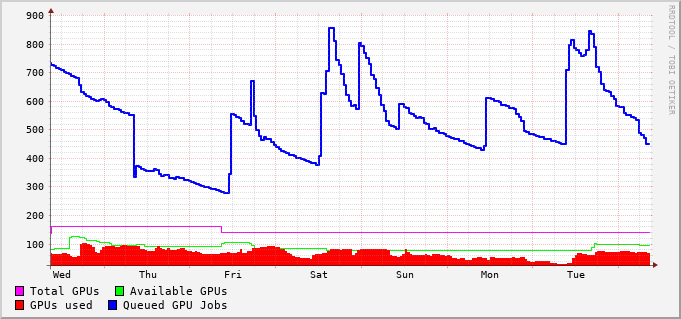 900
800
700
600
500
400
300
200
100
Wed Thu Fri Sat Sun Mon Tue
Total GPUs Available GPUs
GPUs used Queued GPU Jobs
RRDTOOL / TOBI OETIKER